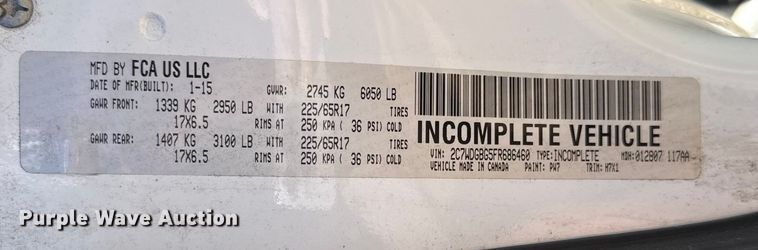 MFD BY FCA US LLC
DATE OF MFR(BUILT): 1-15 GVWR: 2745 KG 6050 LB
GAWR FRONT: 1339 KG 2950 LB WITH 225/65R17 TIRES
17X6.5 RIMS AT 250 KPA ( 36 PSI) COLD
GAWR REAR: 1407 KG 3100 LB WITH 225/65R17 TIRES
17X6.5 RIMS AT 250 KPA ( 36 PSI) COLD
INCOMPLETE VEHICLE
VIN: 2C7WDGBG5FR686460 TYPE:INCOMPLETE MDH:012807 117AA
VEHICLE MADE IN CANADA PAINT: PW7 TRIM: H7X1
Purple Wave Auction